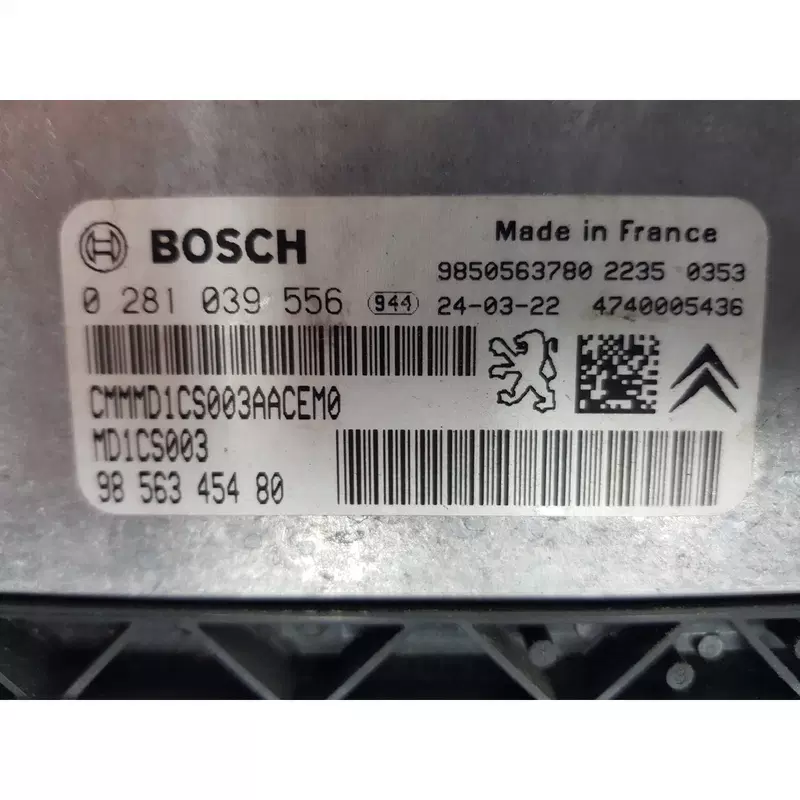 BOSCH
Made in France
9850563780 2235 0353
0 281 039 556 944 24-03-22 4740005436
CMMMD1CS003AACEM0
MD1CS003
98 563 454 80